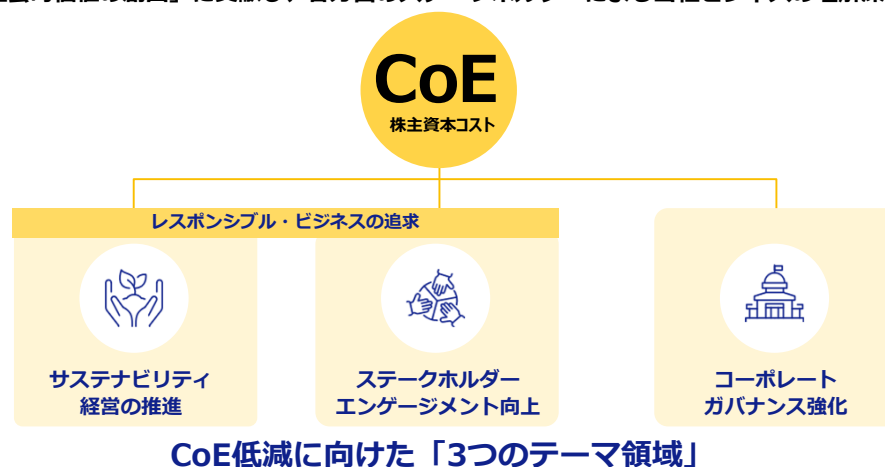 CoE
株主資本コスト
レスポンシブル・ビジネスの追求
サステナビリティ
経営の推進
ステークホルダー
エンゲージメント向上
コーポレート
ガバナンス強化
CoE低減に向けた「3つのテーマ領域」